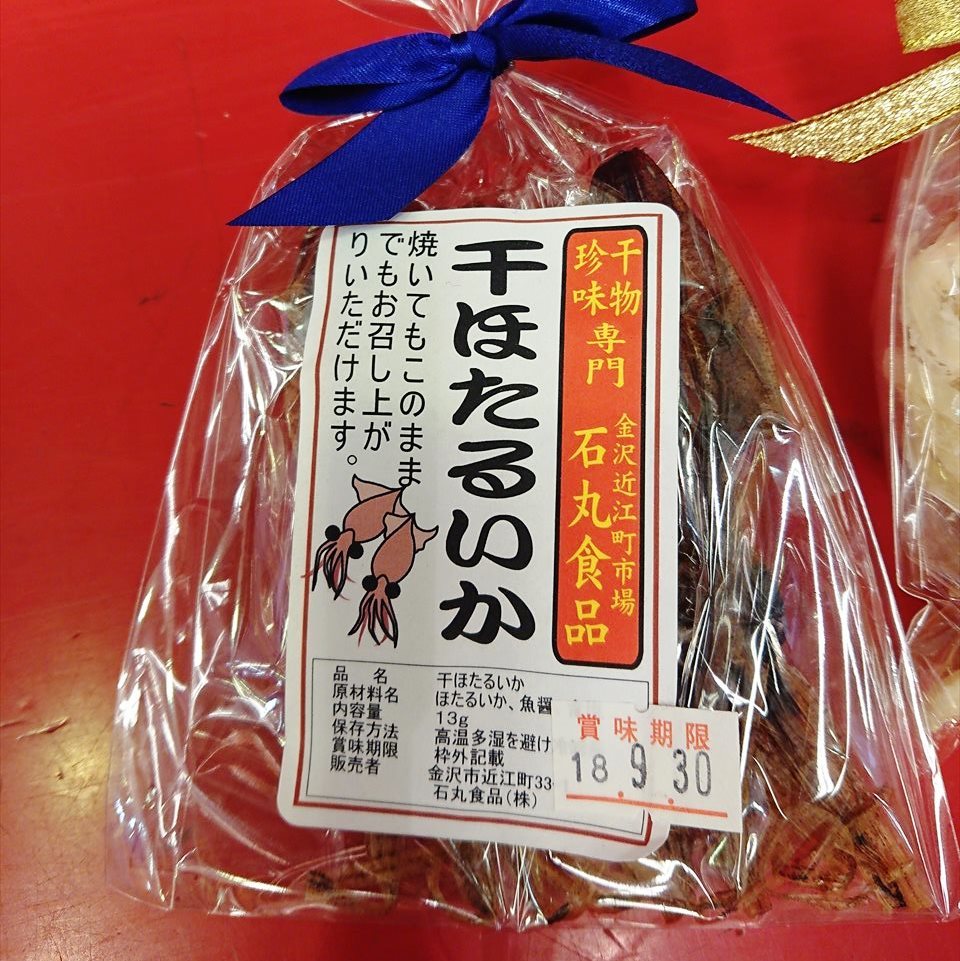 干物
珍味
専門
金沢近江町市場
石丸食品
干ほたるいか
焼いてもこのまま
でもお召し上が
りいただけます。
品 名 干ほたるいか
原材料名 ほたるいか、魚醤
内容量 13g
保存方法 高温多湿を避け
賞味期限 枠外記載
販売者 金沢市近江町33
石丸食品(株)
賞味期限
18.9.30